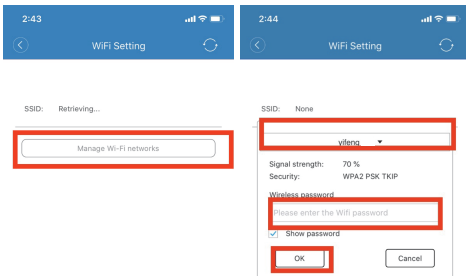 2:43
WiFi Setting
SSID: Retrieving...
Manage Wi-Fi networks
2:44
WiFi Setting
SSID: None
yifeng
Signal strength: 70 %
Security: WPA2 PSK TKIP
Wireless password
Please enter the Wifi password
Show password
OK Cancel